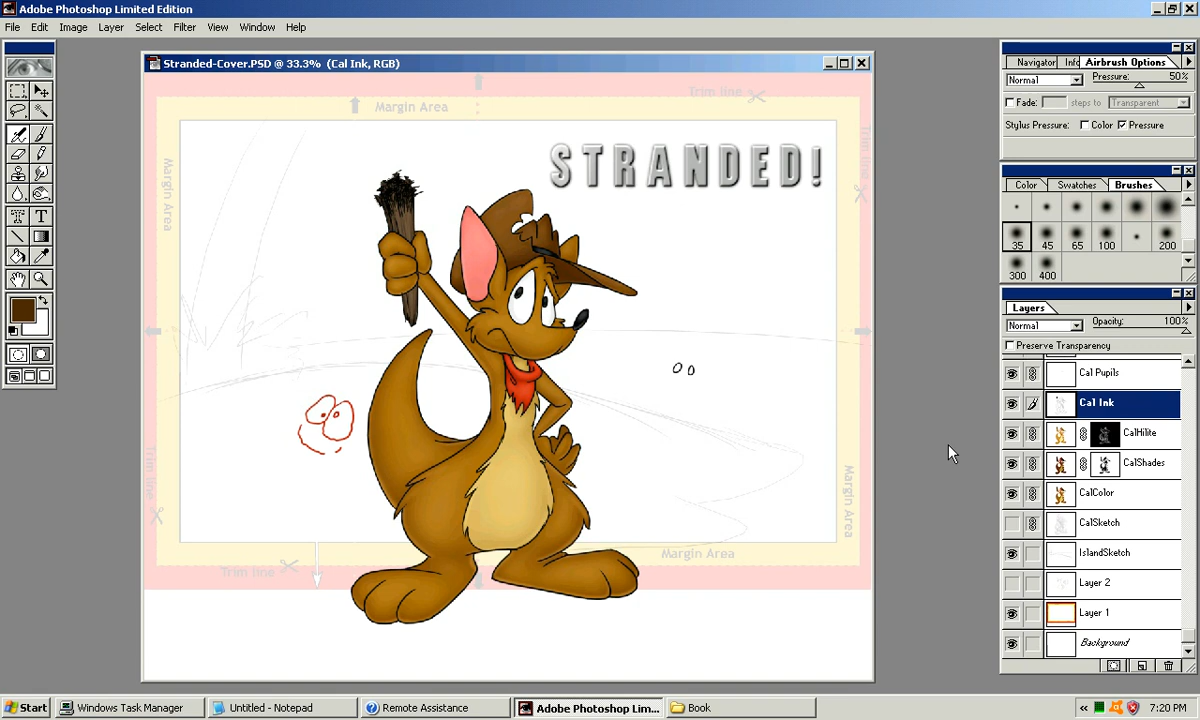 Adobe Photoshop Limited Edition
File Edit Image Layer Select Filter View Window Help
Stranded-Cover.PSD @ 33.3% (Cal Ink, RGB)
Trim line
Margin Area
Trim line
Margin Area
STRANDED!
Trim line
Margin Area
Margin Area
Trim line
Navigator Info Airbrush Options
Normal Pressure: 50%
Fade: steps to Transparent
Stylus Pressure: Color Pressure
Color Swatches Brushes
35 45 65 100 200
300 400
Layers
Normal Opacity: 100%
Preserve Transparency
Cal Pupils
Cal Ink
CalHilite
CalShades
CalColor
CalSketch
IslandSketch
Layer 2
Layer 1
Background
Start Windows Task Manager Untitled - Notepad Remote Assistance Adobe Photoshop Lim... Book « 7:20 PM